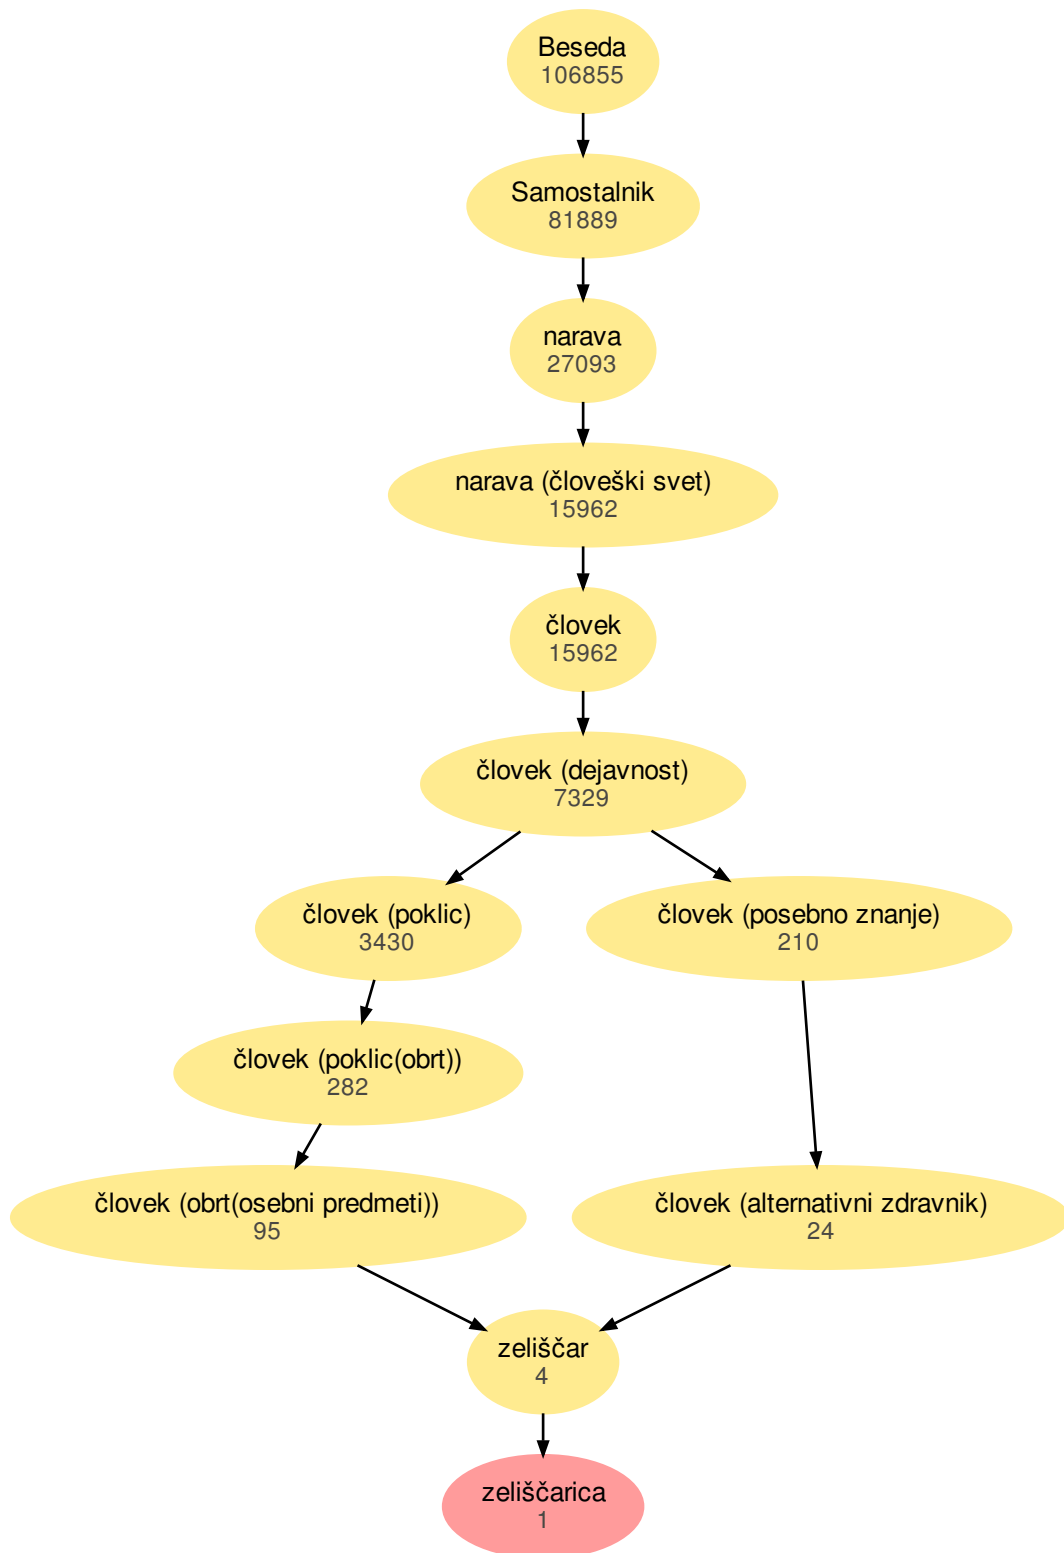 Beseda
106855
Samostalnik
81889
narava
27093
narava (človeški svet)
15962
človek
15962
človek (dejavnost)
7329
človek (poklic)
3430
človek (posebno znanje)
210
človek (poklic(obrt))
282
človek (obrt(osebni predmeti))
95
človek (alternativni zdravnik)
24
zeliščar
4
zeliščarica
1